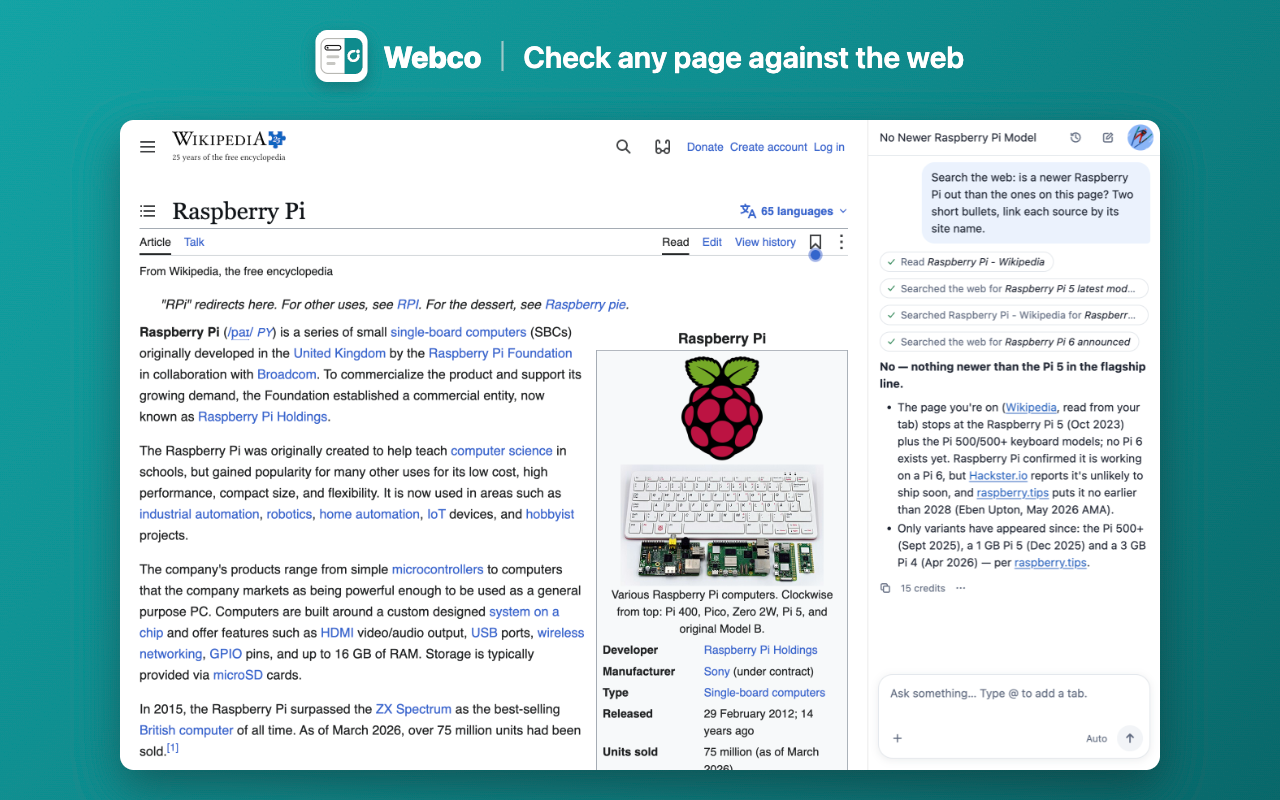 Webco | Check any page against the web
WIKIPEDIA 25
25 years of the free encyclopedia
Donate Create account Log in
Raspberry Pi
65 languages
Article Talk
Read Edit View history
From Wikipedia, the free encyclopedia
"RPi" redirects here. For other uses, see RPI. For the dessert, see Raspberry pie.
Raspberry Pi (/paɪ/ PY) is a series of small single-board computers (SBCs)
originally developed in the United Kingdom by the Raspberry Pi Foundation
in collaboration with Broadcom. To commercialize the product and support its
growing demand, the Foundation established a commercial entity, now
known as Raspberry Pi Holdings.
The Raspberry Pi was originally created to help teach computer science in
schools, but gained popularity for many other uses for its low cost, high
performance, compact size, and flexibility. It is now used in areas such as
industrial automation, robotics, home automation, IoT devices, and hobbyist
projects.
The company's products range from simple microcontrollers to computers
that the company markets as being powerful enough to be used as a general
purpose PC. Computers are built around a custom designed system on a
chip and offer features such as HDMI video/audio output, USB ports, wireless
networking, GPIO pins, and up to 16 GB of RAM. Storage is typically
provided via microSD cards.
In 2015, the Raspberry Pi surpassed the ZX Spectrum as the best-selling
British computer of all time. As of March 2026, over 75 million units had been
sold.[1]
Raspberry Pi
Various Raspberry Pi computers. Clockwise
from top: Pi 400, Pico, Zero 2W, Pi 5, and
original Model B.
Developer Raspberry Pi Holdings
Manufacturer Sony (under contract)
Type Single-board computers
Released 29 February 2012; 14
years ago
Units sold 75 million (as of March
2026)
No Newer Raspberry Pi Model
Search the web: is a newer Raspberry
Pi out than the ones on this page? Two
short bullets, link each source by its
site name.
Read Raspberry Pi - Wikipedia
Searched the web for Raspberry Pi 5 latest mod...
Searched Raspberry Pi - Wikipedia for Raspberr...
Searched the web for Raspberry Pi 6 announced
No — nothing newer than the Pi 5 in the flagship
line.
• The page you're on (Wikipedia, read from your
tab) stops at the Raspberry Pi 5 (Oct 2023)
plus the Pi 500/500+ keyboard models; no Pi 6
exists yet. Raspberry Pi confirmed it is working
on a Pi 6, but Hackster.io reports it's unlikely to
ship soon, and raspberry.tips puts it no earlier
than 2028 (Eben Upton, May 2026 AMA).
• Only variants have appeared since: the Pi 500+
(Sept 2025), a 1 GB Pi 5 (Dec 2025) and a 3 GB
Pi 4 (Apr 2026) — per raspberry.tips.
15 credits ···
Ask something... Type @ to add a tab.
+ Auto